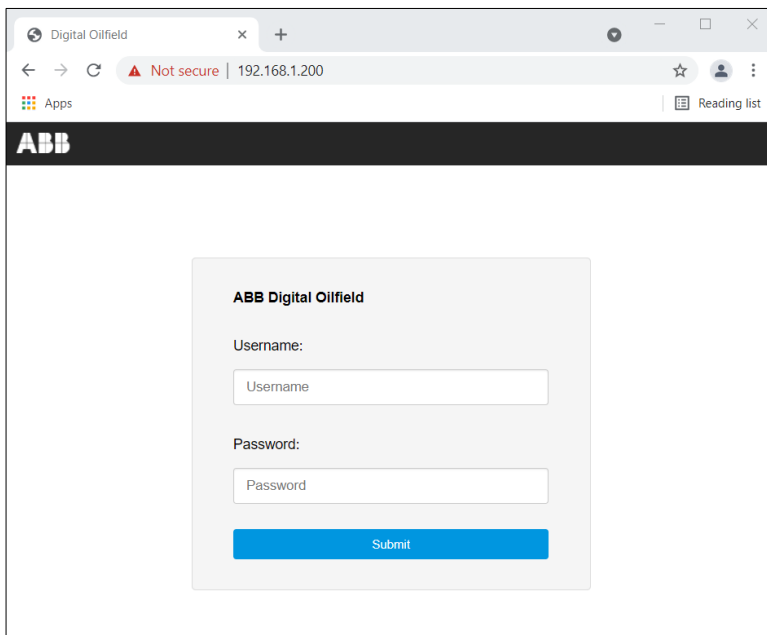 Digital Oilfield
Not secure | 192.168.1.200
Apps
Reading list
ABB
ABB Digital Oilfield
Username:
Username
Password:
Password
Submit